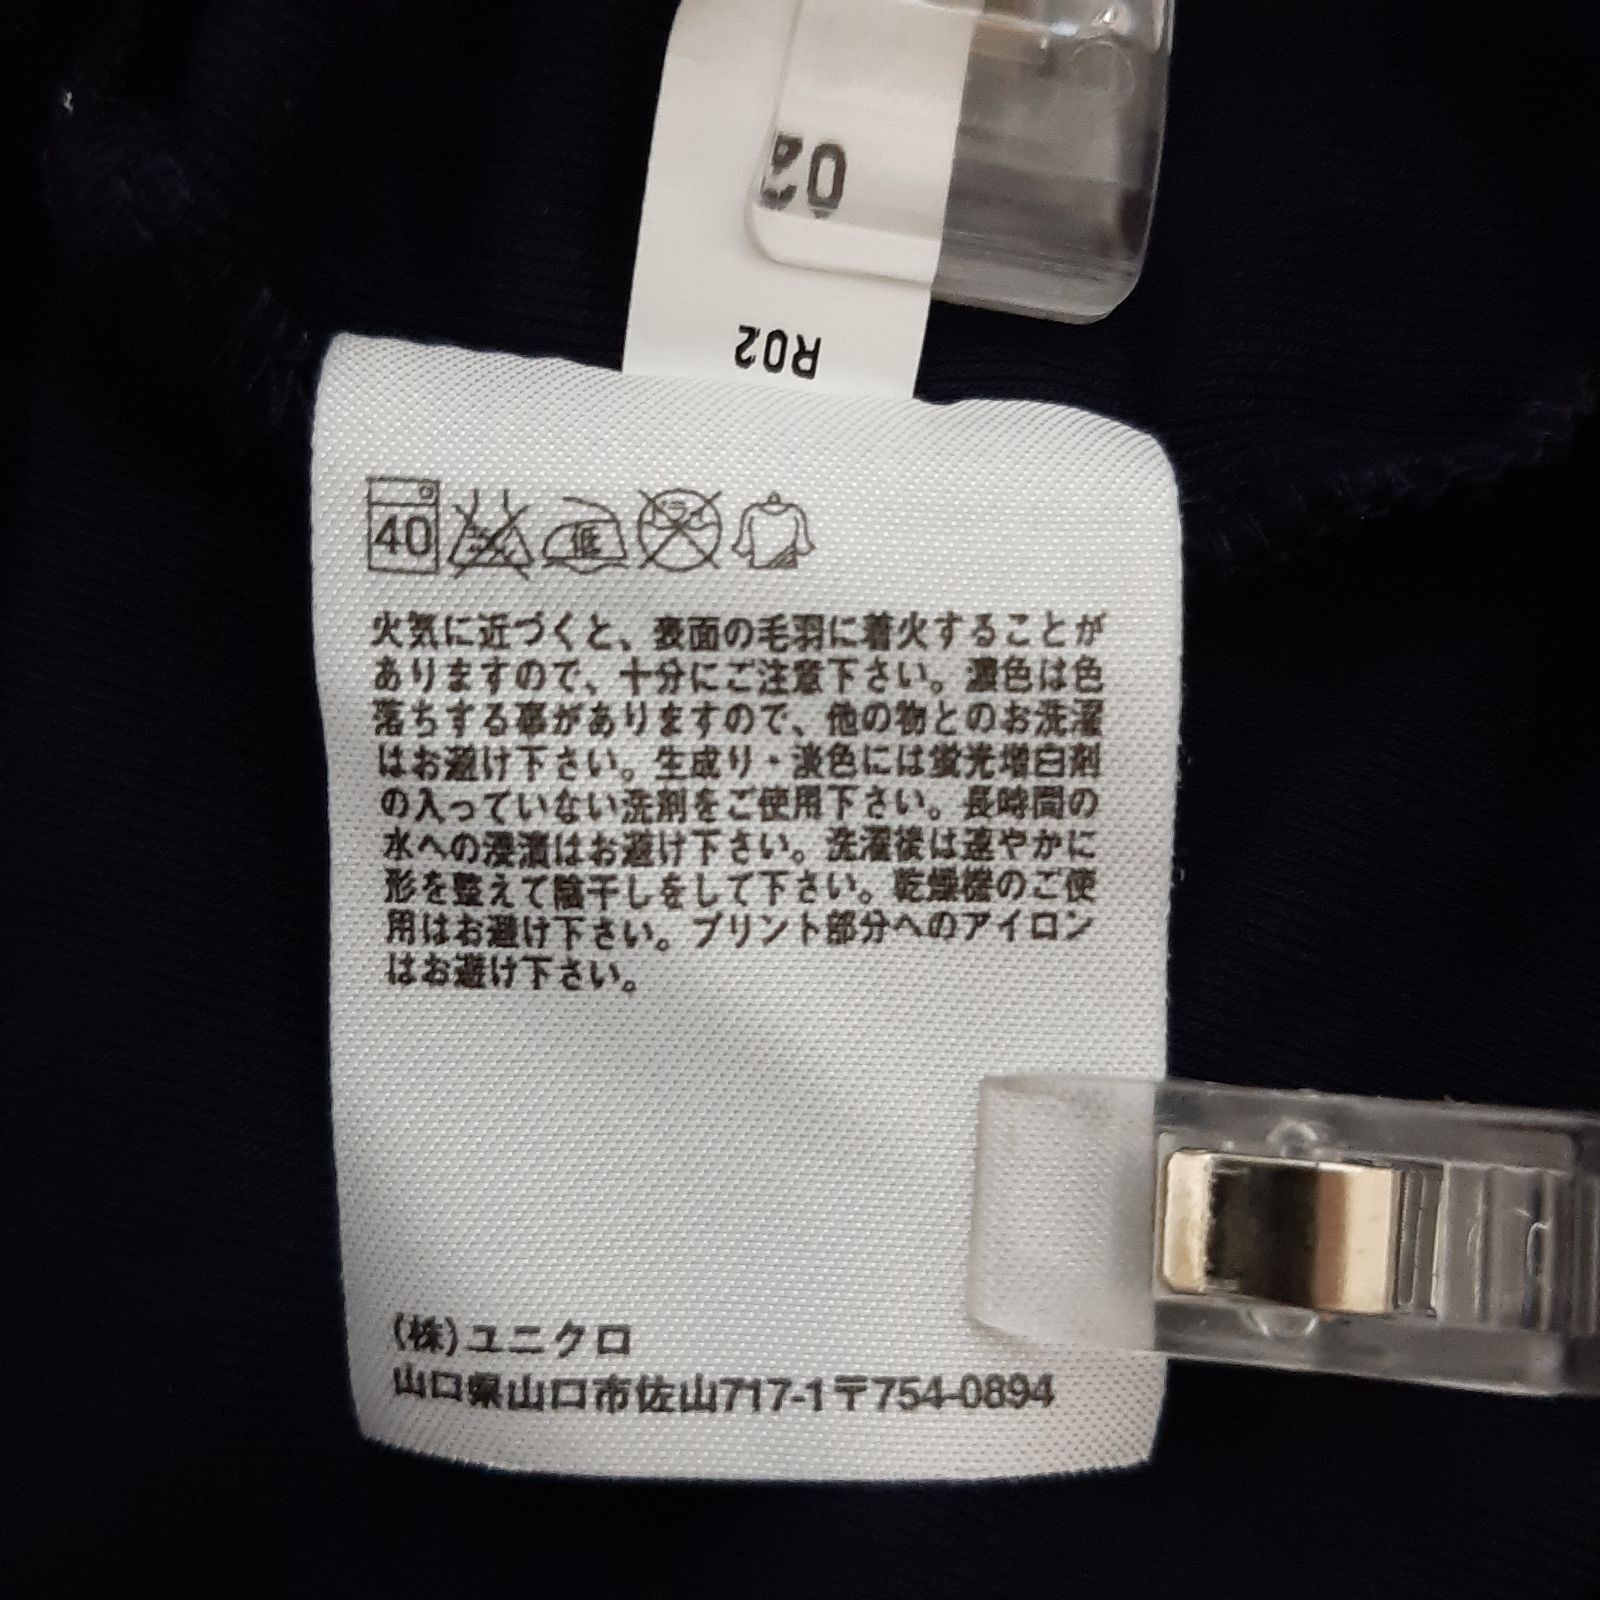 02
R02
40 低 ドライ
火気に近づくと、表面の毛羽に着火することが
ありますので、十分にご注意下さい。濃色は色
落ちする事がありますので、他の物とのお洗濯
はお避け下さい。生成り・淡色には蛍光増白剤
の入っていない洗剤をご使用下さい。長時間の
水への浸漬はお避け下さい。洗濯後は速やかに
形を整えて陰干しをして下さい。乾燥機のご使
用はお避け下さい。プリント部分へのアイロン
はお避け下さい。
(株)ユニクロ
山口県山口市佐山717-1〒754-0894